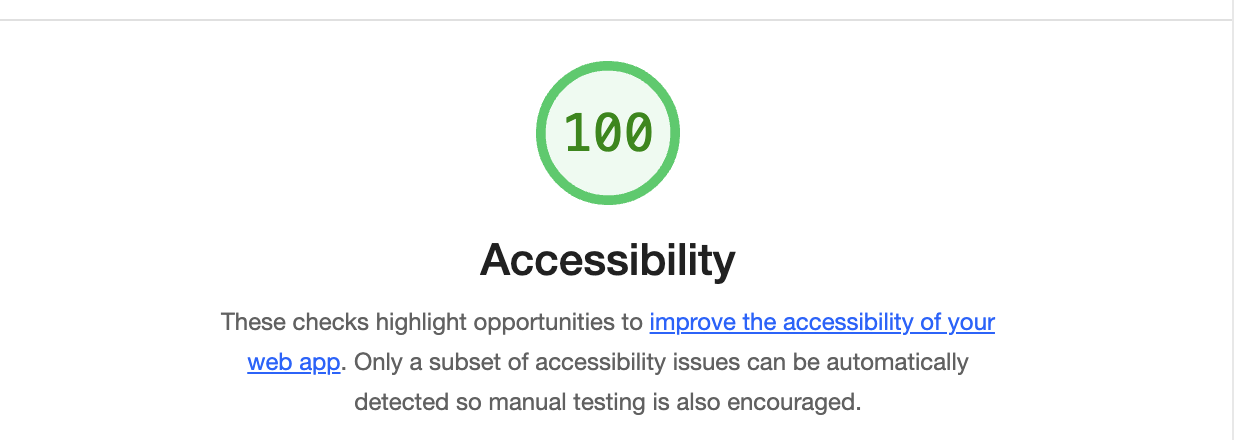 100
Accessibility
These checks highlight opportunities to improve the accessibility of your
web app. Only a subset of accessibility issues can be automatically
detected so manual testing is also encouraged.